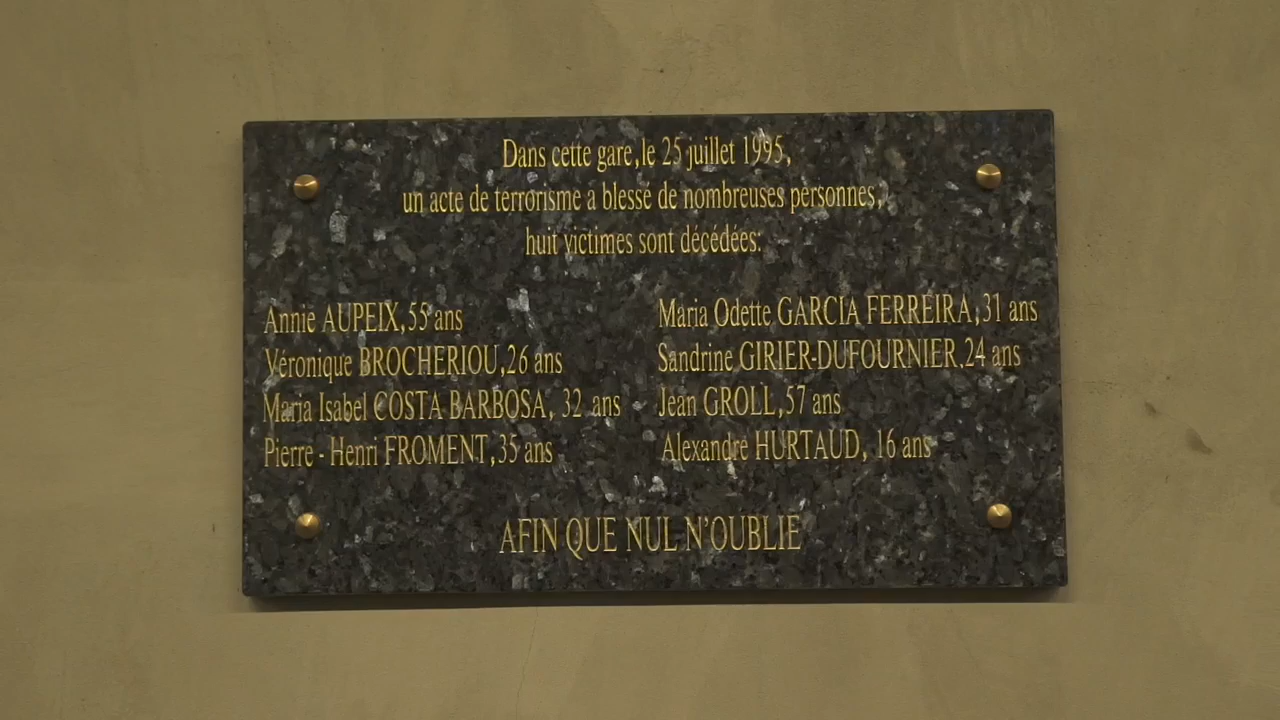 Dans cette gare, le 25 juillet 1995,
un acte de terrorisme a blessé de nombreuses personnes,
huit victimes sont décédées:
Annie AUPEIX, 55 ans
Véronique BROCHERIOU, 26 ans
Maria Isabel COSTA BARBOSA, 32 ans
Pierre - Henri FROMENT, 35 ans
Maria Odette GARCIA FERREIRA, 31 ans
Sandrine GIRIER-DUFOURNIER, 24 ans
Jean GROLL, 57 ans
Alexandre HURTAUD, 16 ans
AFIN QUE NUL N'OUBLIE